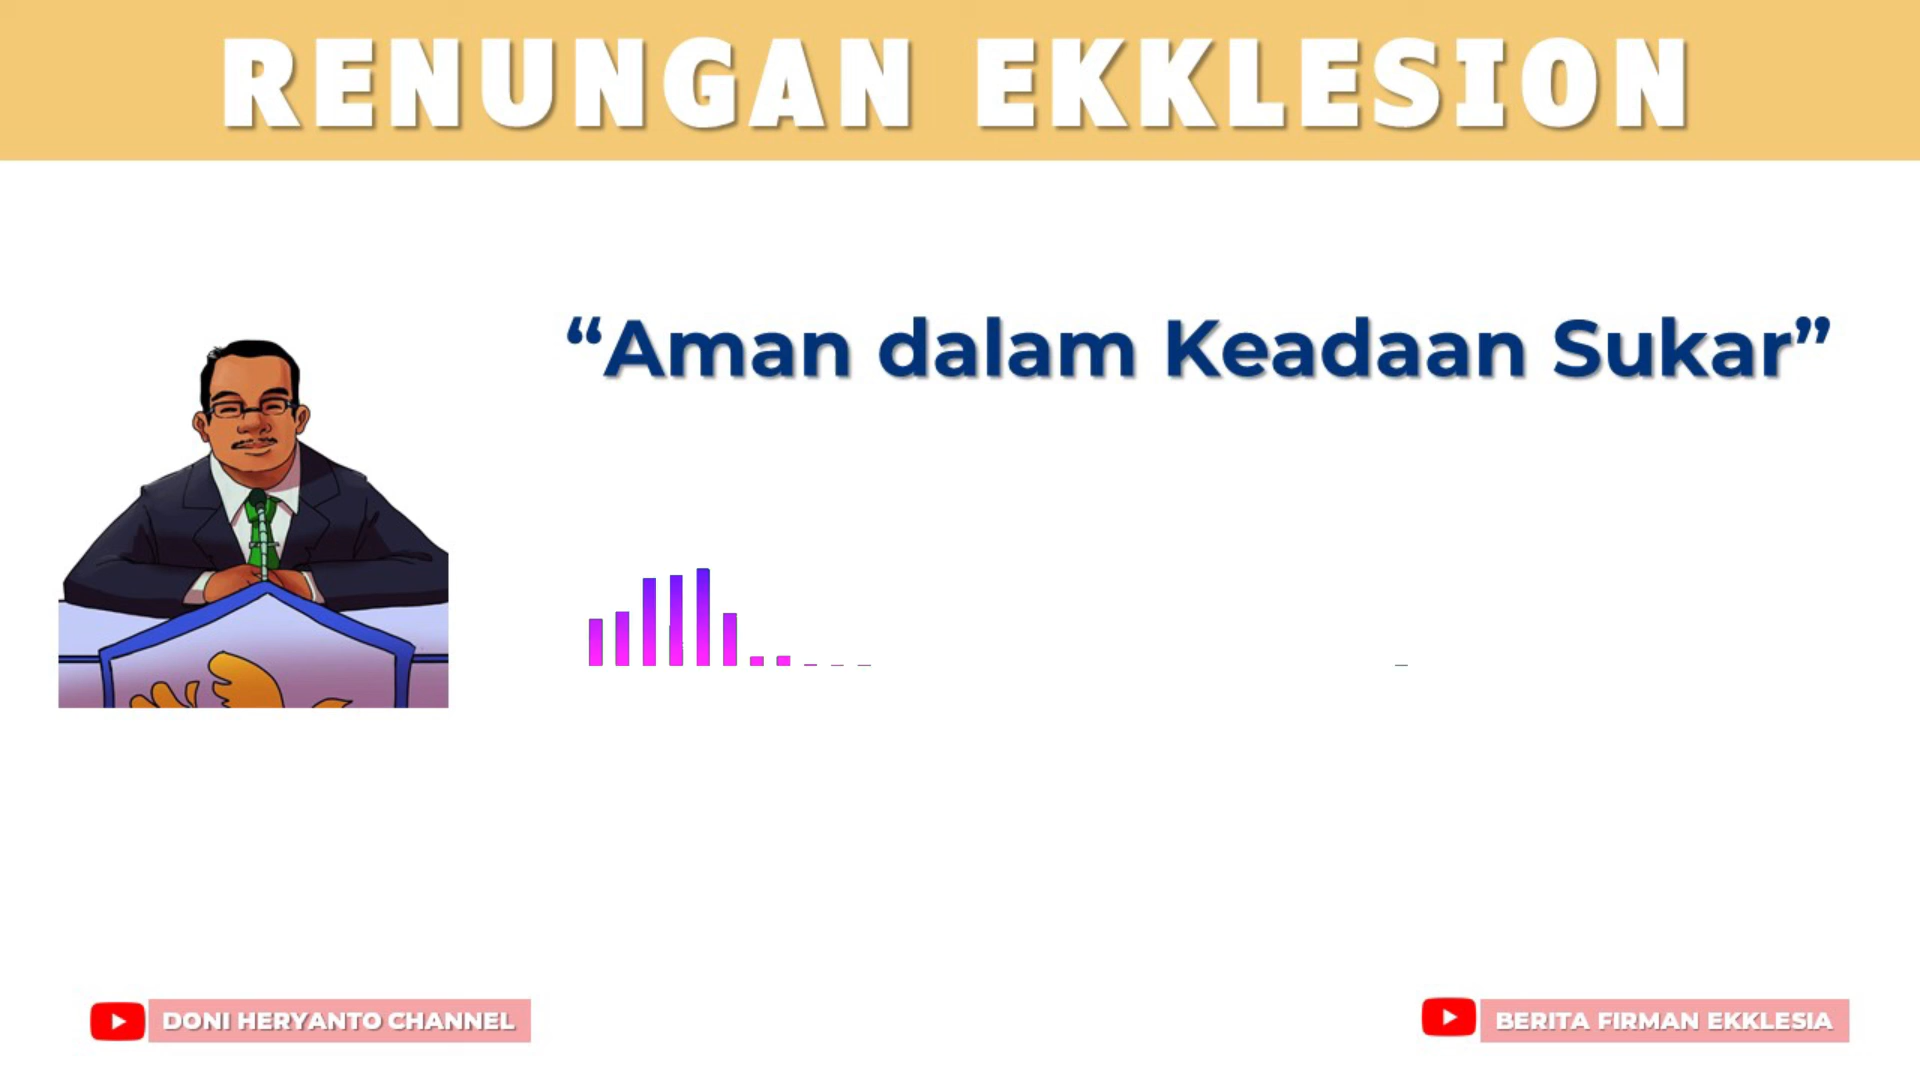 RENUNGAN EKKLESION
“Aman dalam Keadaan Sukar”
DONI HERYANTO CHANNEL
BERITA FIRMAN EKKLESIA